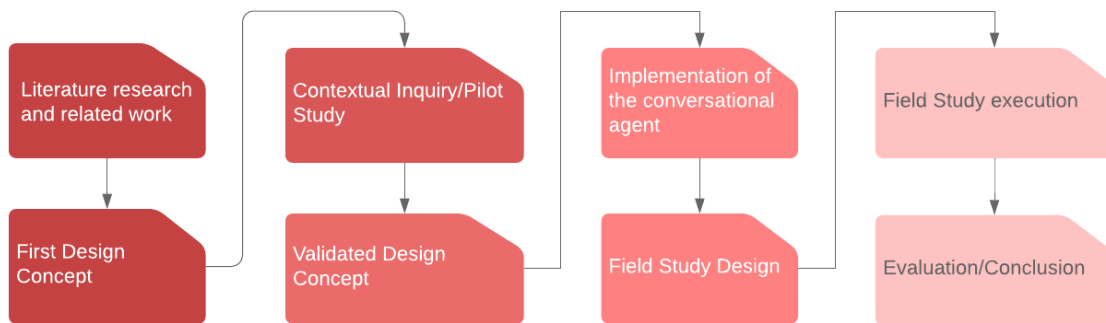 Literature research
and related work
First Design
Concept
Contextual Inquiry/Pilot
Study
Validated Design
Concept
Implementation of
the conversational
agent
Field Study Design
Field Study execution
Evaluation/Conclusion